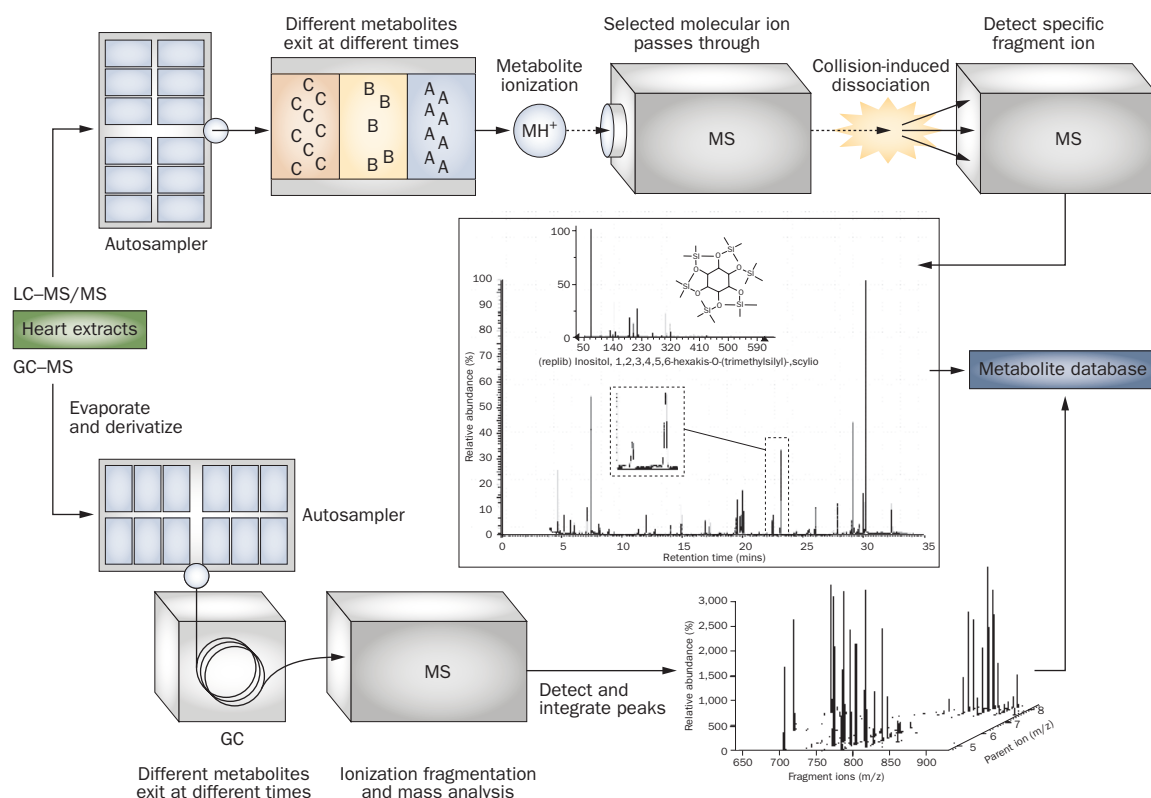 Different metabolites
exit at different times
Selected molecular ion
passes through
Detect specific
fragment ion
Metabolite
ionization
Collision-induced
dissociation
C C C C C C C C C C
B B B B B
A A A A A A A A A
MH+
MS
MS
Autosampler
LC–MS/MS
Heart extracts
GC–MS
Evaporate
and derivatize
Autosampler
100
50
0
50 140 230 320 410 500 590
Si O Si O Si O Si O Si O Si O
(replib) Inositol, 1,2,3,4,5,6-hexakis-O-(trimethylsilyl)-,scylio
Relative abundance (%)
100
90
80
70
60
50
40
30
20
10
0
0 5 10 15 20 25 30 35
Retention time (mins)
Metabolite database
GC
MS
Detect and
integrate peaks
Different metabolites
exit at different times
Ionization fragmentation
and mass analysis
Relative abundance (%)
3,000
2,500
2,000
1,500
1,000
500
0
650 700 750 800 850 900
Fragment ions (m/z)
5 6 7 8
Parent ion (m/z)